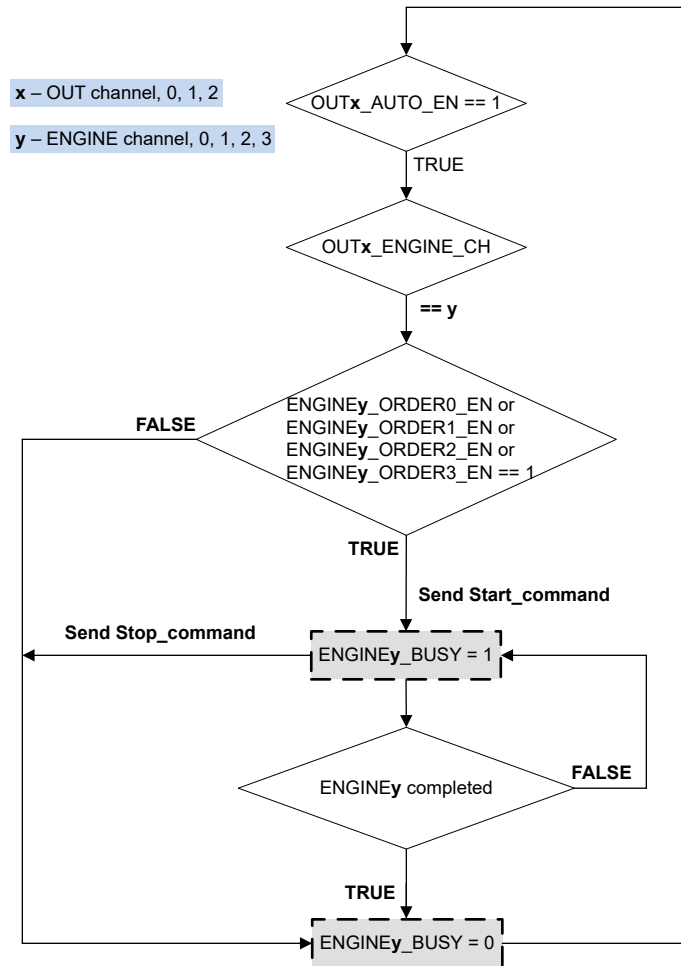 x – OUT channel, 0, 1, 2
y – ENGINE channel, 0, 1, 2, 3
OUTx_AUTO_EN == 1
TRUE
OUTx_ENGINE_CH
== y
FALSE
ENGINEy_ORDER0_EN or
ENGINEy_ORDER1_EN or
ENGINEy_ORDER2_EN or
ENGINEy_ORDER3_EN == 1
TRUE
Send Start_command
Send Stop_command
ENGINEy_BUSY = 1
ENGINEy completed
FALSE
TRUE
ENGINEy_BUSY = 0